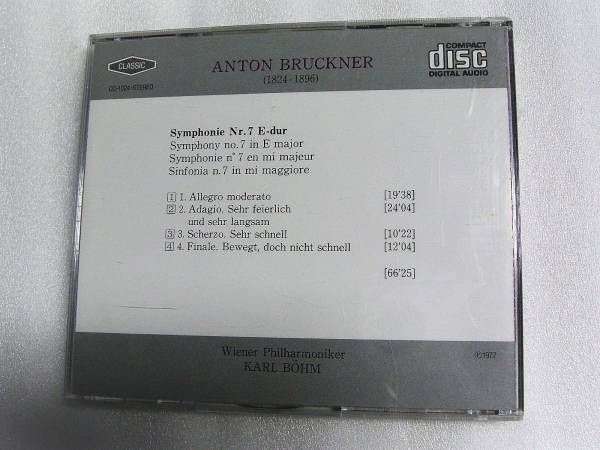 CLASSIC
CD-1024・STEREO
ANTON BRUCKNER
(1824-1896)
COMPACT
disc
DIGITAL AUDIO
Symphonie Nr.7 E-dur
Symphony no.7 in E major
Symphonie n° 7 en mi majeur
Sinfonia n.7 in mi maggiore
1 1. Allegro moderato [19'38]
2 2. Adagio. Sehr feierlich [24'04]
und sehr langsam
3 3. Scherzo. Sehr schnell [10'22]
4 4. Finale. Bewegt, doch nicht schnell [12'04]
[66'25]
Wiener Philharmoniker
KARL BÖHM
℗1977